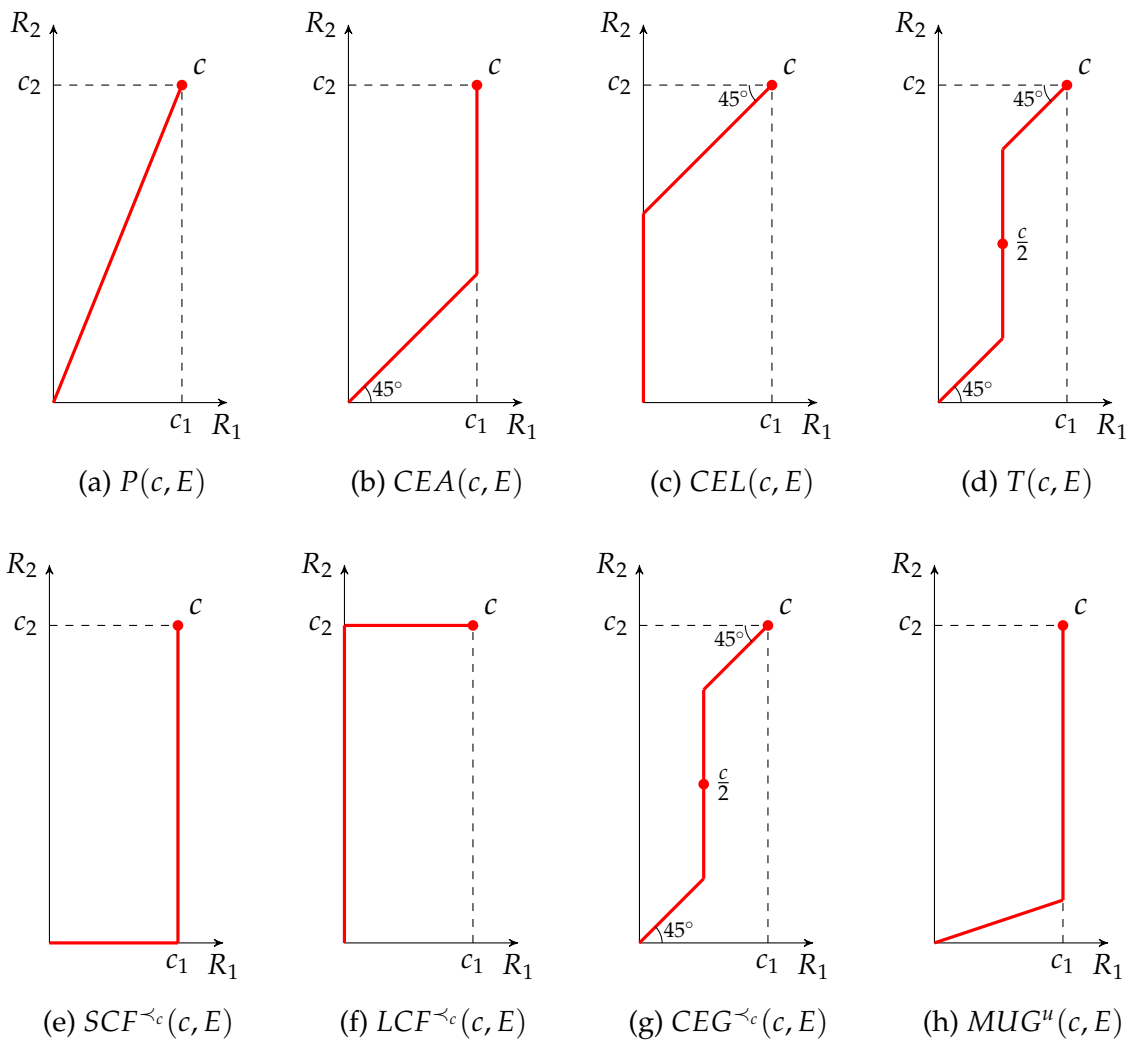 R₂ R₂ R₂ R₂
c₂ c c₂ c c₂ 45° c c₂ 45° c
c/2
45° 45°
c₁ R₁ c₁ R₁ c₁ R₁ c₁ R₁
(a) P(c, E) (b) CEA(c, E) (c) CEL(c, E) (d) T(c, E)
R₂ R₂ R₂ R₂
c₂ c c₂ c c₂ 45° c c₂ c
c/2
45°
c₁ R₁ c₁ R₁ c₁ R₁ c₁ R₁
(e) SCF^≺c(c, E) (f) LCF^≺c(c, E) (g) CEG^≺c(c, E) (h) MUG^u(c, E)